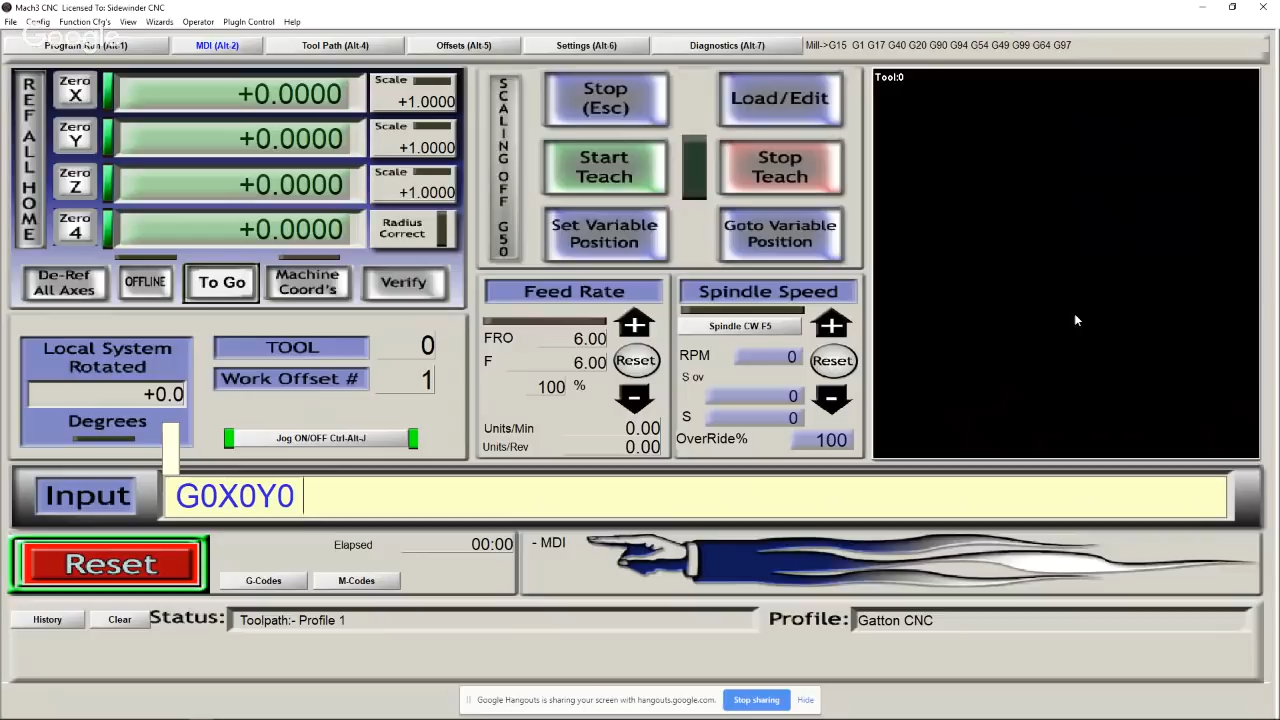 Mach3 CNC Licensed To: Sidewinder CNC
File Config Function Cfg's View Wizards Operator PlugIn Control Help
Google
Program Run (Alt-1) MDI (Alt-2) Tool Path (Alt-4) Offsets (Alt-5) Settings (Alt-6) Diagnostics (Alt-7) Mill->G15 G1 G17 G40 G20 G90 G94 G54 G49 G99 G64 G97
REF ALL HOME
Zero X +0.0000 Scale +1.0000
Zero Y +0.0000 Scale +1.0000
Zero Z +0.0000 Scale +1.0000
Zero 4 +0.0000 Radius Correct
De-Ref All Axes OFFLINE To Go Machine Coord's Verify
SCALING OFF G50
Stop (Esc) Load/Edit
Start Teach Stop Teach
Set Variable Position Goto Variable Position
Tool:0
Local System Rotated
+0.0
Degrees
TOOL 0
Work Offset # 1
Jog ON/OFF Ctrl-Alt-J
Feed Rate
+
FRO 6.00
F 6.00 Reset
100 %
-
Units/Min 0.00
Units/Rev 0.00
Spindle Speed
Spindle CW F5 +
RPM 0 Reset
S ov
0 -
S 0
OverRide% 100
Input G0X0Y0
Reset
Elapsed 00:00
G-Codes M-Codes
- MDI
History Clear Status: Toolpath:- Profile 1 Profile: Gatton CNC
Google Hangouts is sharing your screen with hangouts.google.com. Stop sharing Hide